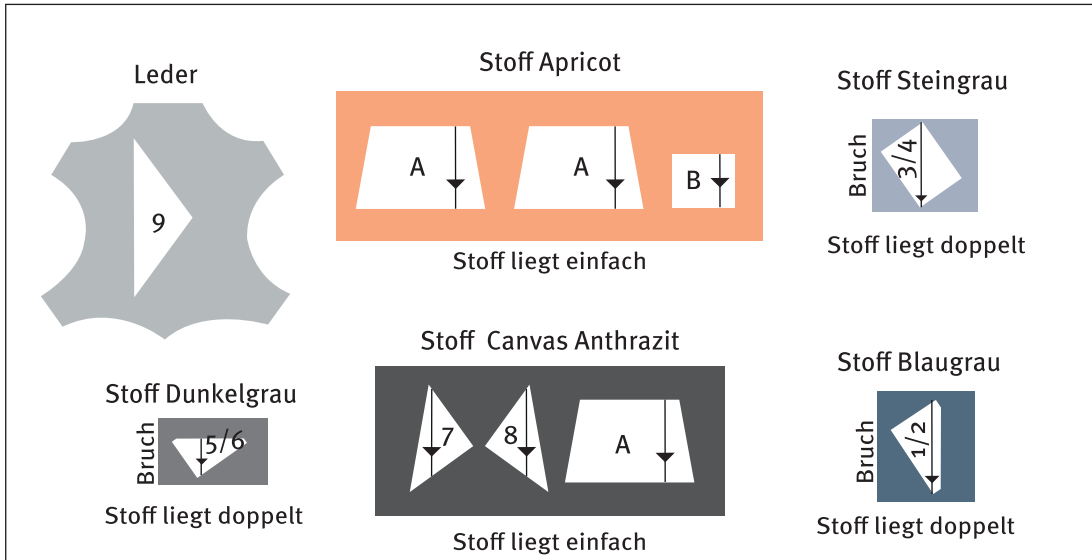 Leder
9
Stoff Apricot
A
A
B
Stoff liegt einfach
Stoff Steingrau
Bruch
3/4
Stoff liegt doppelt
Stoff Dunkelgrau
Bruch
5/6
Stoff liegt doppelt
Stoff Canvas Anthrazit
7
8
A
Stoff liegt einfach
Stoff Blaugrau
Bruch
1/2
Stoff liegt doppelt